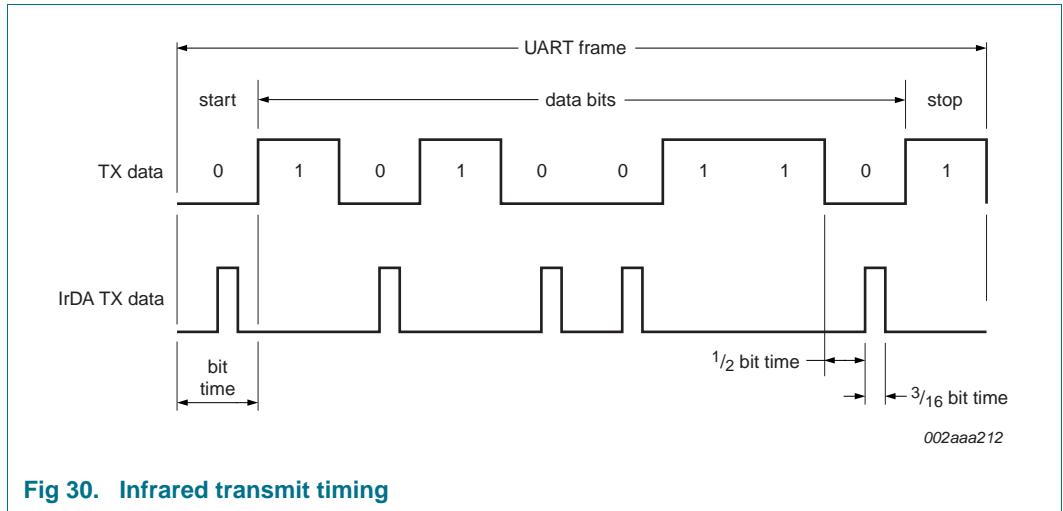 UART frame
start data bits stop
TX data 0 1 0 1 0 0 1 1 0 1
IrDA TX data
bit
time
1/2 bit time
3/16 bit time
002aaa212
Fig 30. Infrared transmit timing